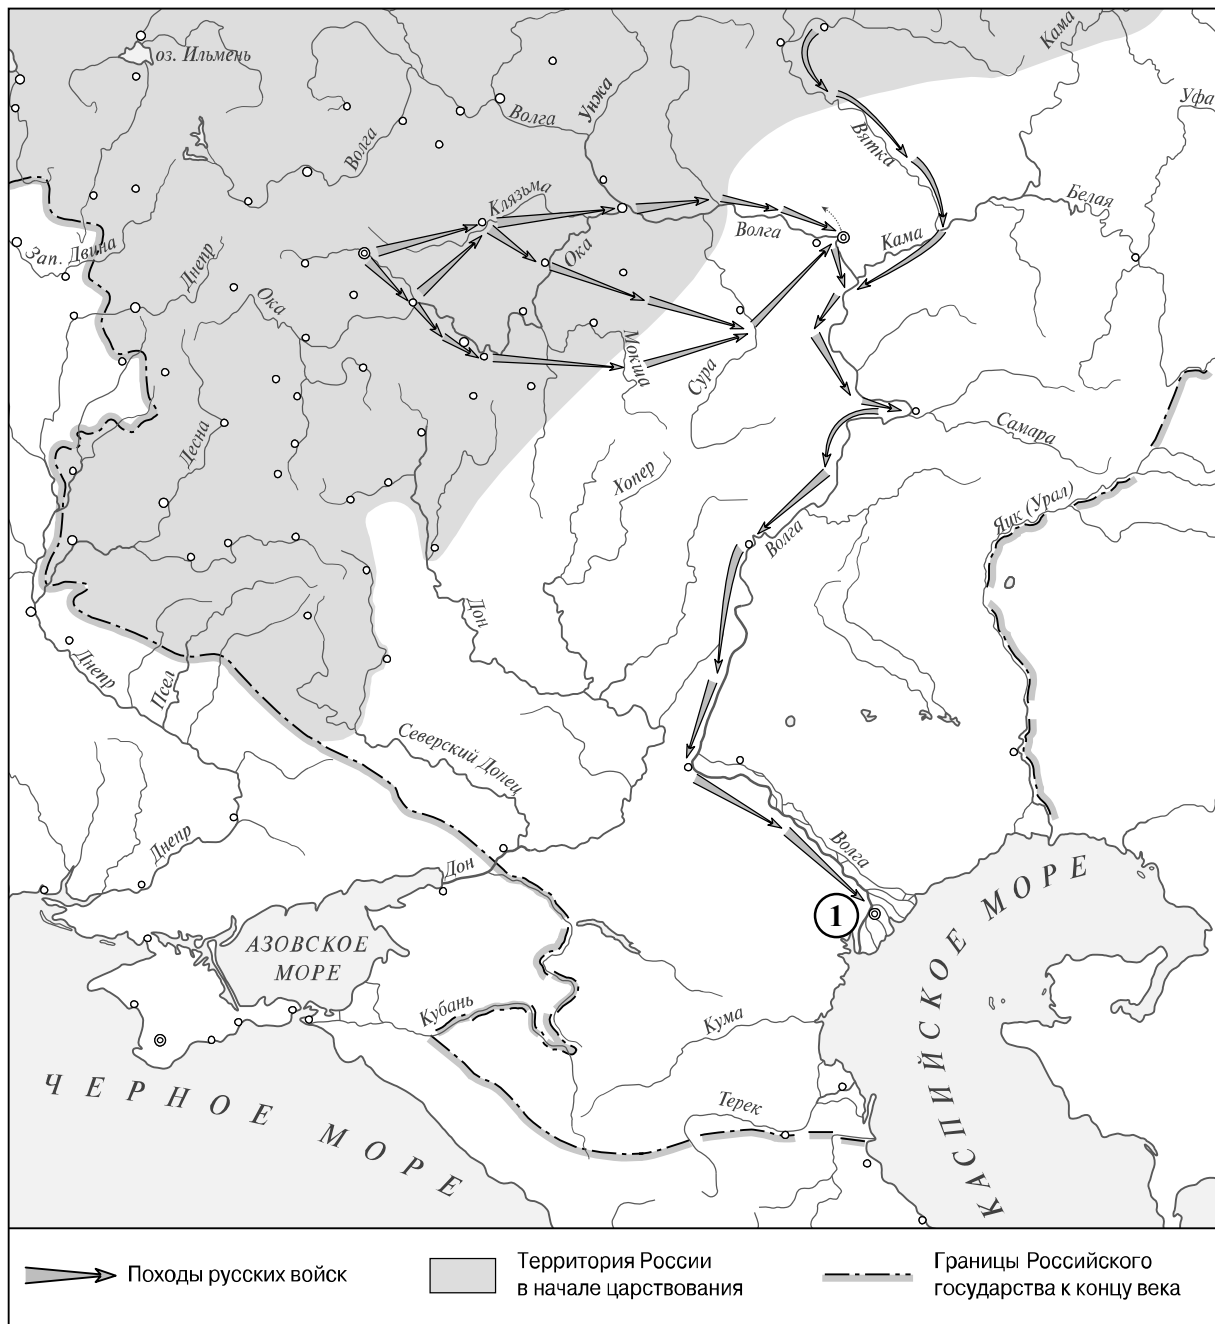 оз. Ильмень
Кама
Уфа
Унжа
Волга
Волга
Вятка
Клязьма
Белая
Зап. Двина
Днепр
Ока
Волга
Кама
Ока
Мокша
Сура
Десна
Самара
Хопер
Яик (Урал)
Волга
Дон
Днепр
Псел
Северский Донец
Днепр
Дон
Волга
1
АЗОВСКОЕ
МОРЕ
Кубань
Кума
Терек
ЧЕРНОЕ МОРЕ
КАСПИЙСКОЕ МОРЕ
Походы русских войск
Территория России
в начале царствования
Границы Российского
государства к концу века